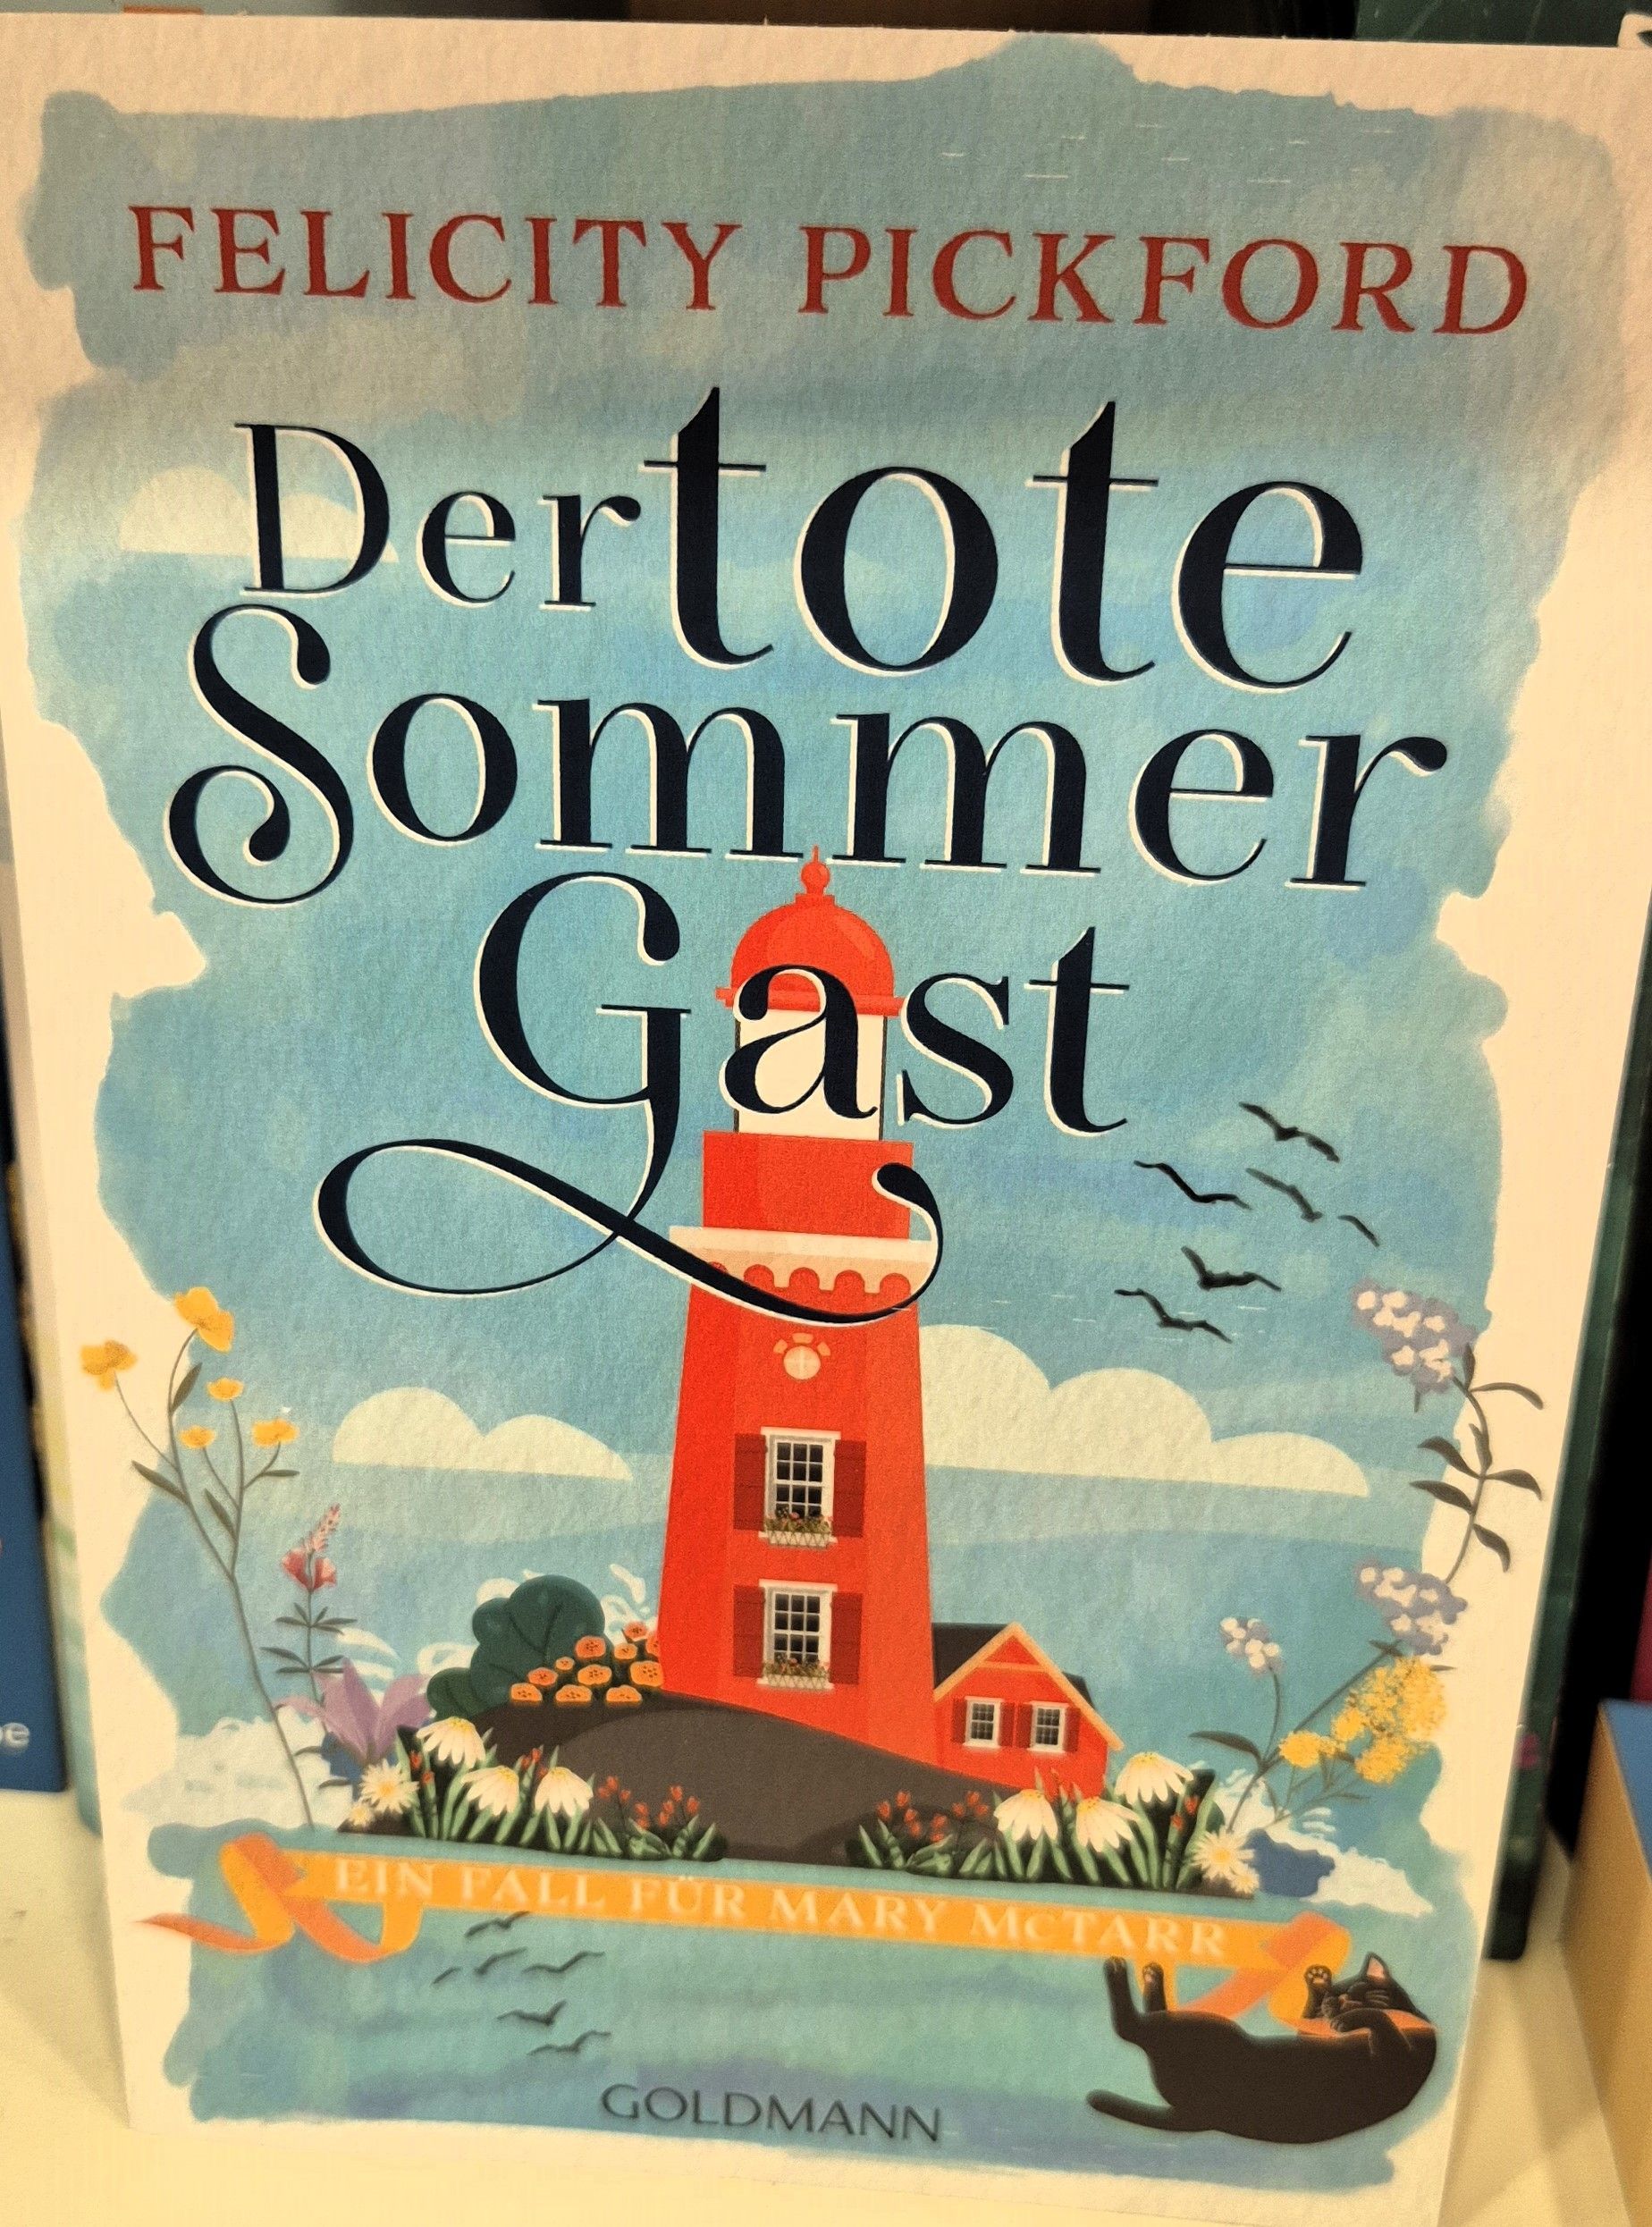 FELICITY PICKFORD
Der tote
Sommer
Gast
EIN FALL FÜR MARY McTARR
GOLDMANN